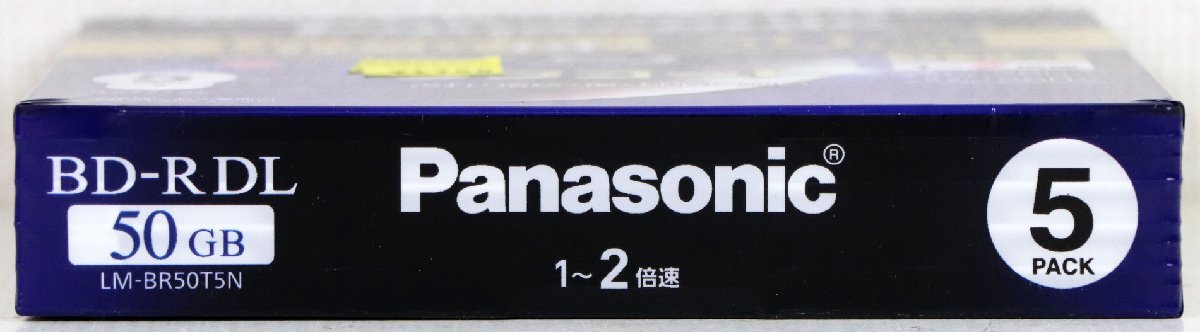 BD-R DL
50 GB
LM-BR50T5N
Panasonic®
1～2倍速
5
PACK